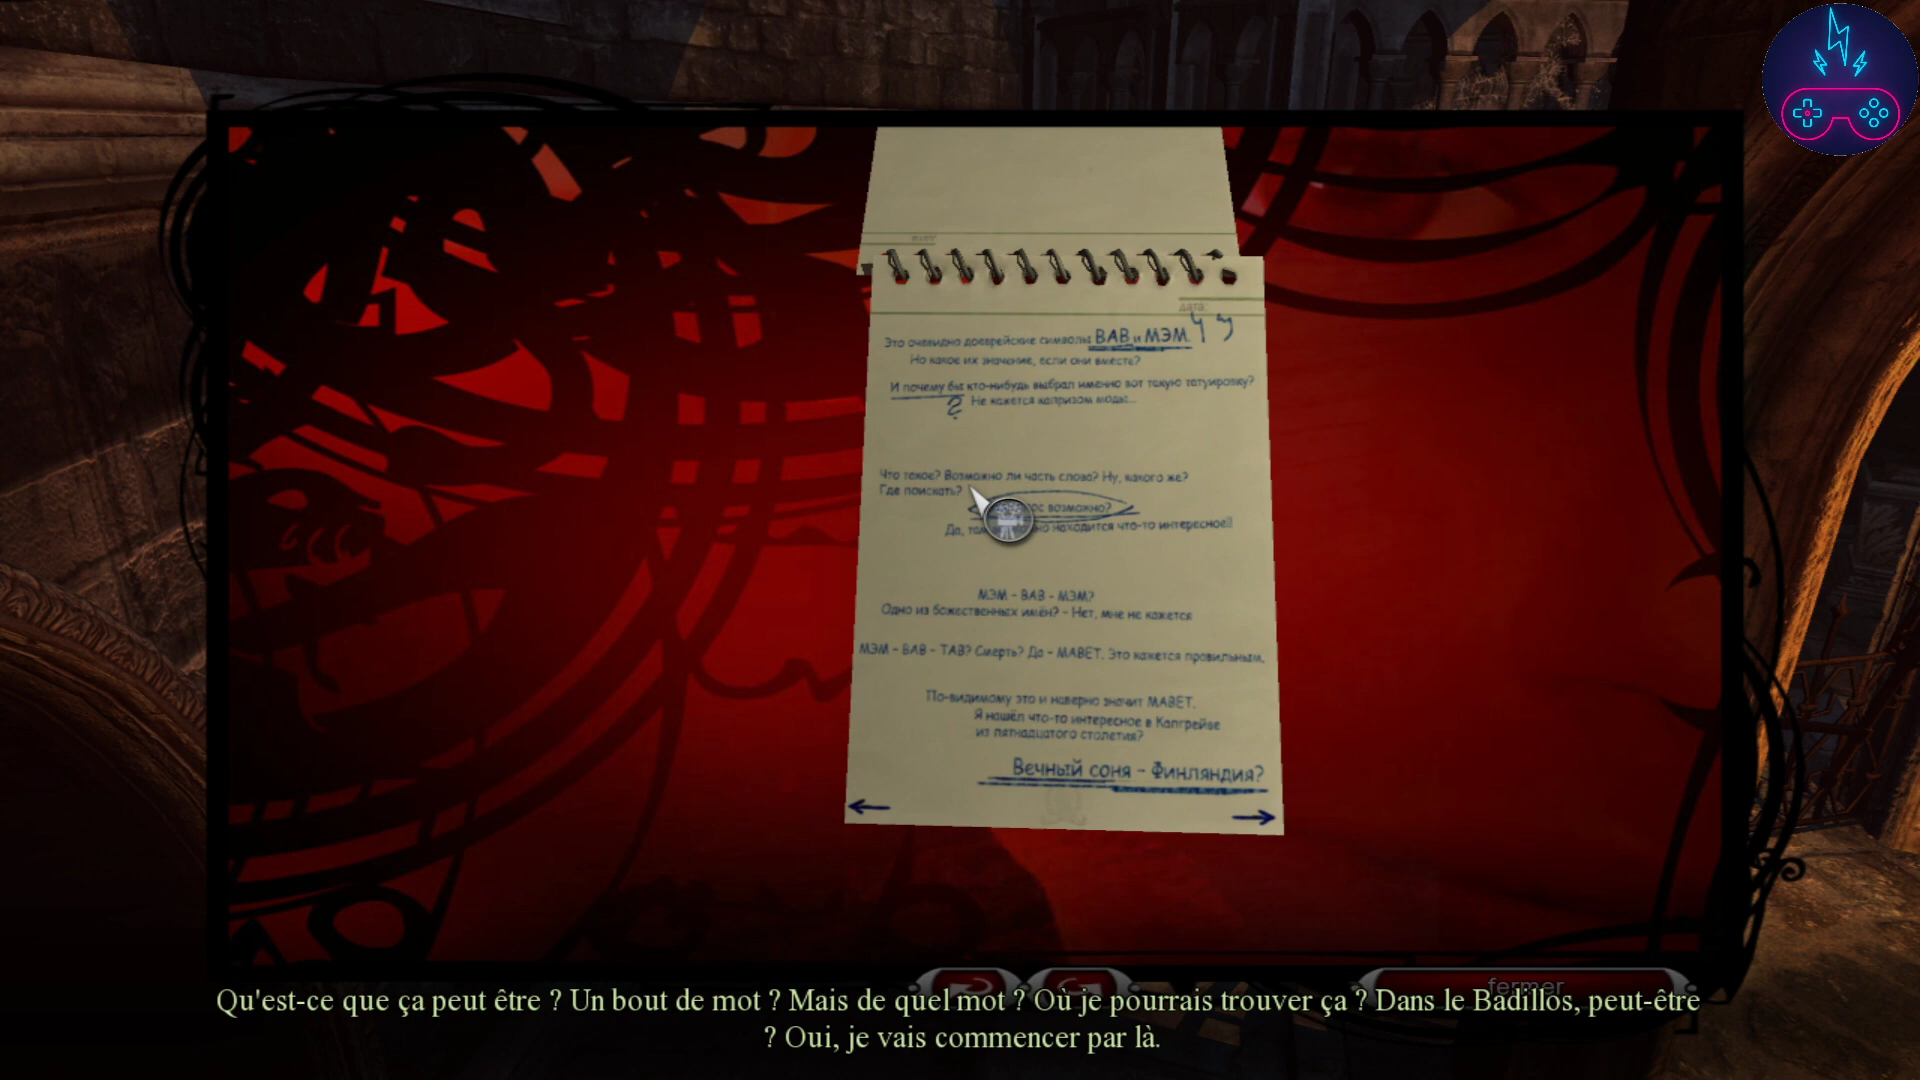 дата:
Это очевидно доеврейские символы ВАВ и МЭМ.
Но какое их значение, если они вместе?
И почему бы кто-нибудь выбрал именно вот такую татуировку?
? Не кажется капризом моды...
Что такое? Возможно ли часть слова? Ну, какого же?
Где поискать?
возможно?
Да, находится что-то интересное!!
МЭМ - ВАВ - МЭМ?
Одно из божественных имён? - Нет, мне не кажется
МЭМ - ВАВ - ТАВ? Смерть? Да - МАВЕТ. Это кажется правильным.
По-видимому это и наверно значит МАВЕТ.
Я нашёл что-то интересное в Капгрейве
из пятнадцатого столетия?
Вечный соня - Финляндия?
fermer
Qu'est-ce que ça peut être ? Un bout de mot ? Mais de quel mot ? Où je pourrais trouver ça ? Dans le Badillos, peut-être
? Oui, je vais commencer par là.